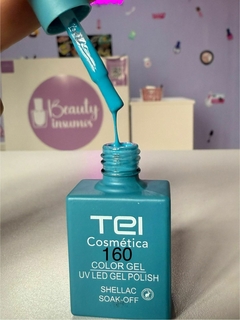 Beauty
insumos
TEI
Cosmética
160
COLOR GEL
UV LED GEL POLISH
SHELLAC
SOAK-OFF